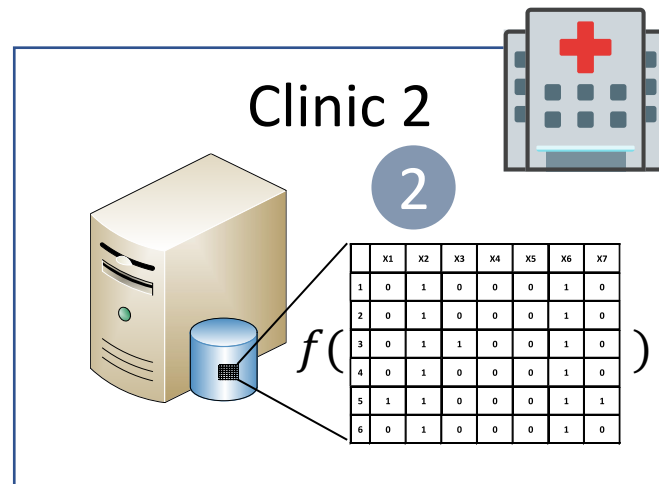 Clinic 2
2
f( )
X1 X2 X3 X4 X5 X6 X7
1 0 1 0 0 0 1 0
2 0 1 0 0 0 1 0
3 0 1 1 0 0 1 0
4 0 1 0 0 0 1 0
5 1 1 0 0 0 1 1
6 0 1 0 0 0 1 0